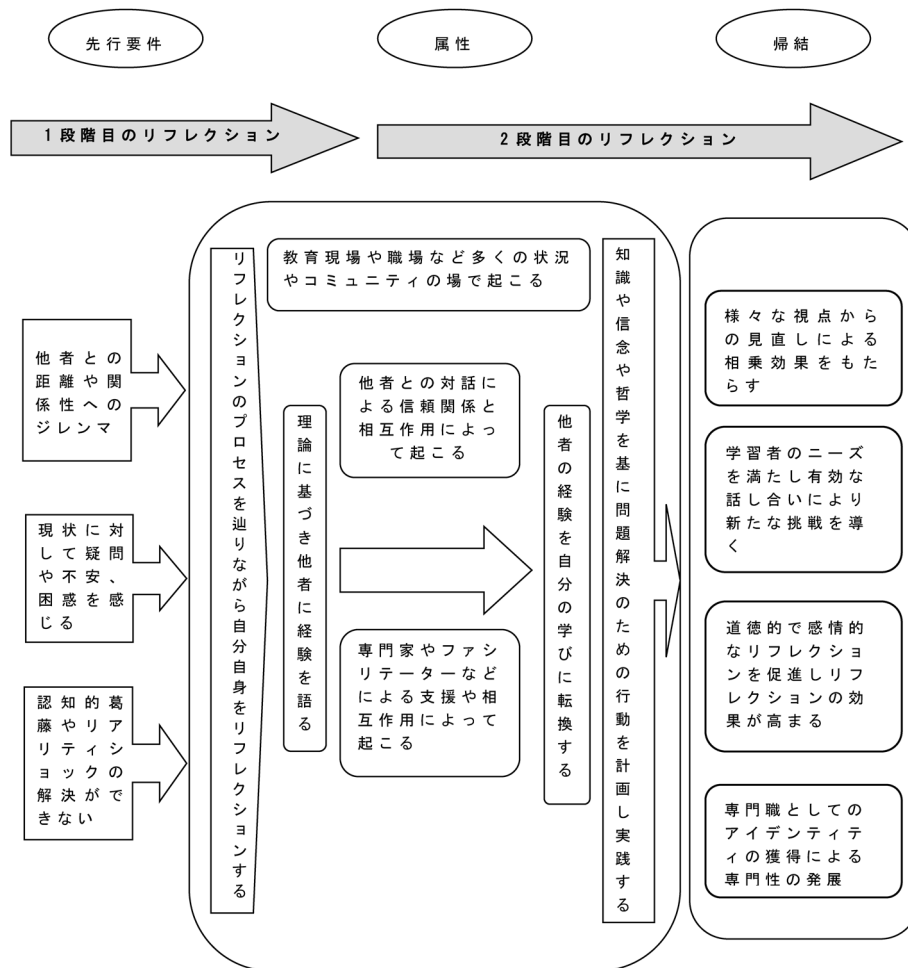 先行要件
属性
帰結
1段階目のリフレクション
2段階目のリフレクション
他者との
距離や関
係性への
ジレンマ
現状に対
して疑問
や不安、
困惑を感
じる
認知的葛
藤やリア
リティシ
ョックの
解決がで
きない
リフレクションのプロセスを辿りながら自分自身をリフレクションする
教育現場や職場など多くの状況
やコミュニティの場で起こる
理論に基づき他者に経験を語る
他者との対話に
よる信頼関係と
相互作用によっ
て起こる
専門家やファシ
リテーターなど
による支援や相
互作用によって
起こる
他者の経験を自分の学びに転換する
知識や信念や哲学を基に問題解決のための行動を計画し実践する
様々な視点から
の見直しによる
相乗効果をもた
らす
学習者のニーズ
を満たし有効な
話し合いにより
新たな挑戦を導
く
道徳的で感情的
なリフレクショ
ンを促進しリフ
レクションの効
果が高まる
専門職としての
アイデンティテ
ィの獲得による
専門性の発展